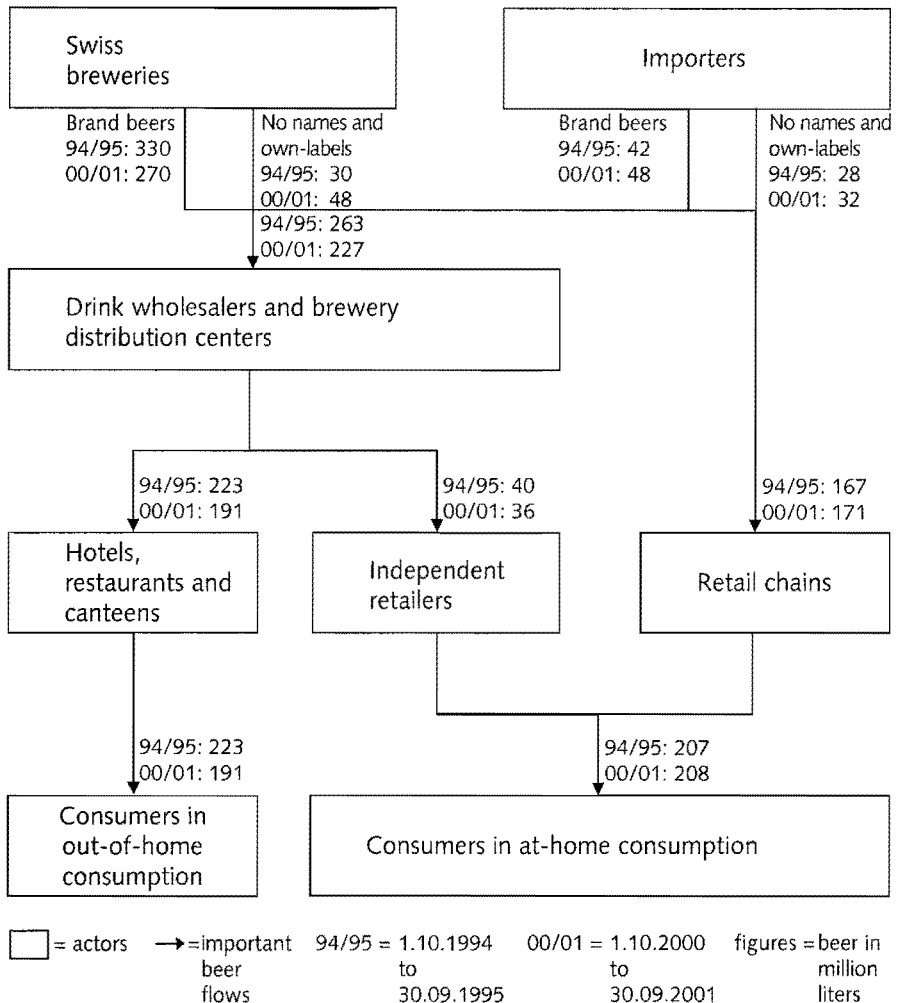 Swiss
breweries
Importers
Brand beers
94/95: 330
00/01: 270
No names and
own-labels
94/95: 30
00/01: 48
94/95: 263
00/01: 227
Brand beers
94/95: 42
00/01: 48
No names and
own-labels
94/95: 28
00/01: 32
Drink wholesalers and brewery
distribution centers
94/95: 223
00/01: 191
94/95: 40
00/01: 36
94/95: 167
00/01: 171
Hotels,
restaurants and
canteens
Independent
retailers
Retail chains
94/95: 223
00/01: 191
94/95: 207
00/01: 208
Consumers in
out-of-home
consumption
Consumers in at-home consumption
= actors
=important
beer
flows
94/95 = 1.10.1994
to
30.09.1995
00/01 = 1.10.2000
to
30.09.2001
figures = beer in
million
liters